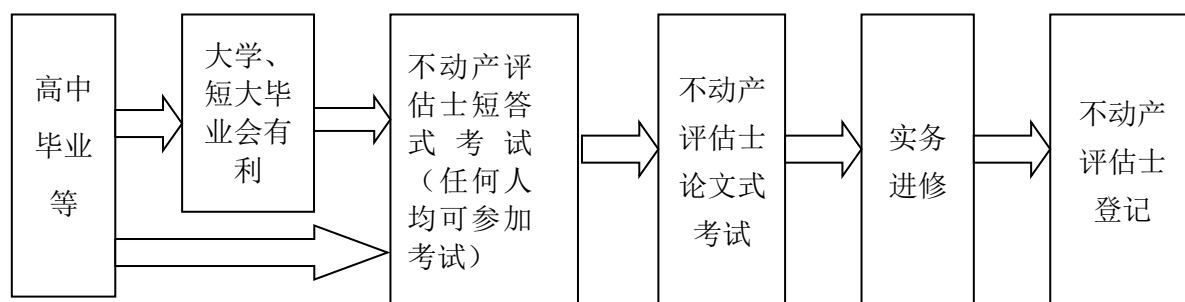 高中
毕业
等
大学、
短大毕
业会有
利
不动产评
估士短答
式考试
（任何人
均可参加
考试）
不动产
评估士
论文式
考试
实务
进修
不动产
评估士
登记